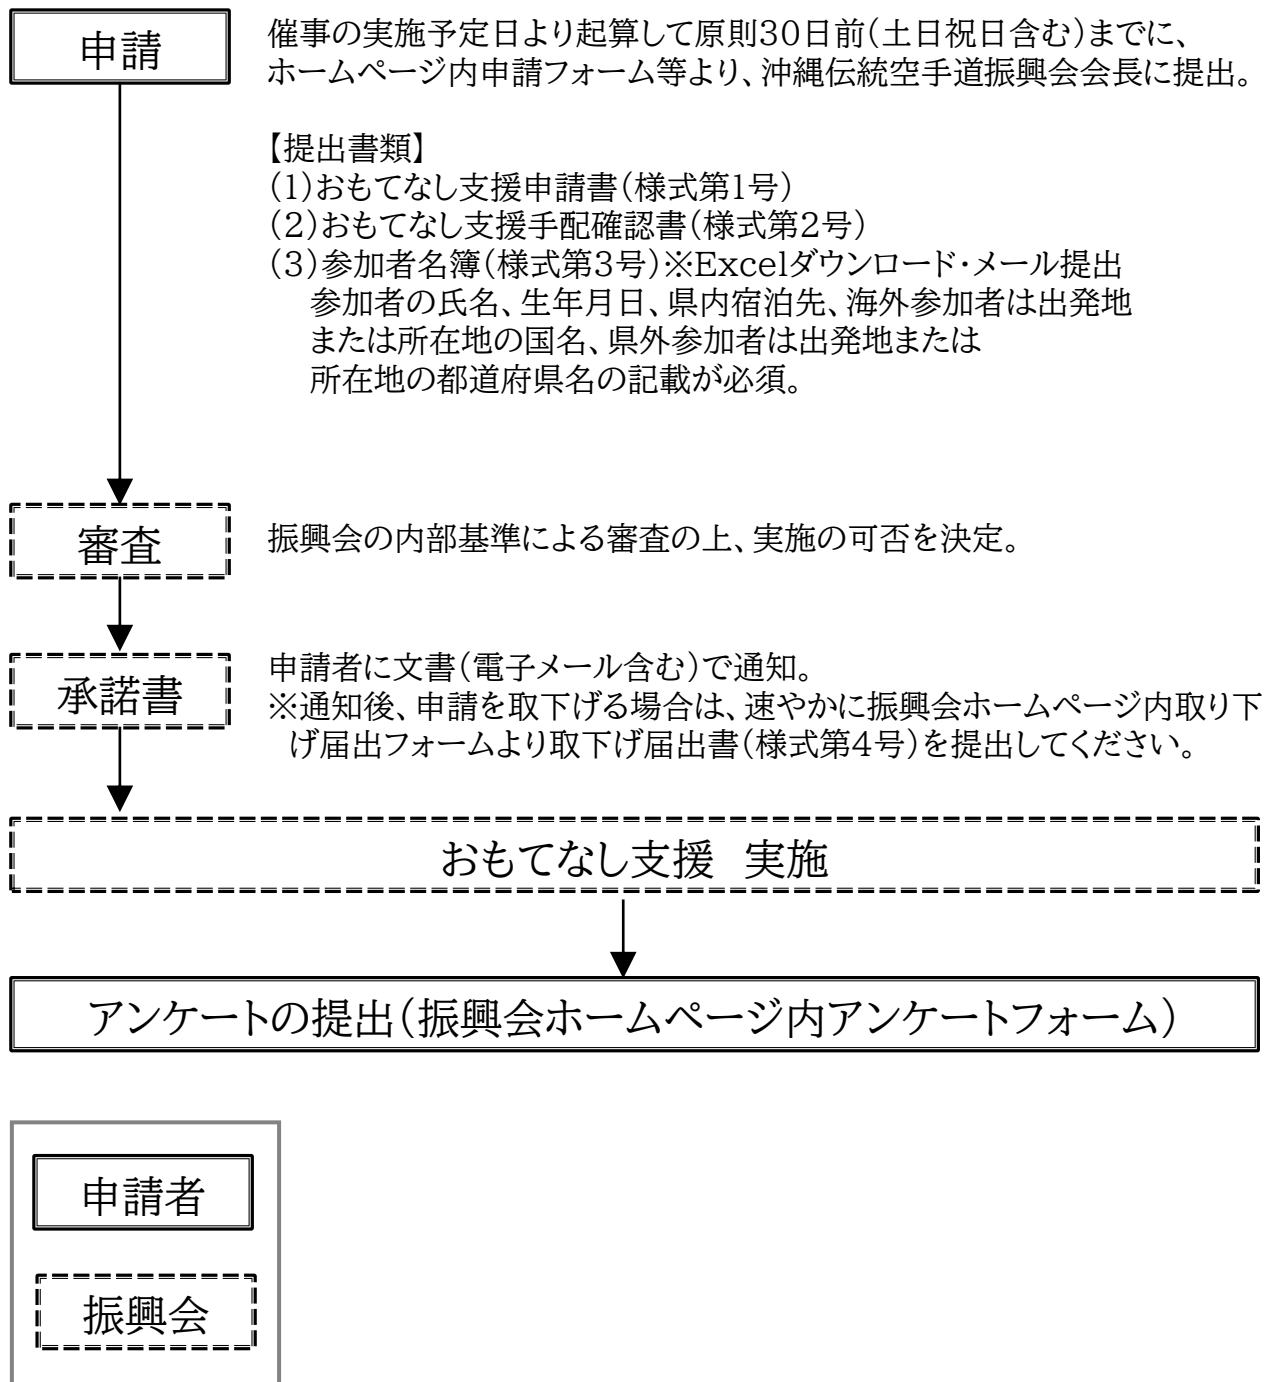 申請
催事の実施予定日より起算して原則30日前(土日祝日含む)までに、
ホームページ内申請フォーム等より、沖縄伝統空手道振興会会長に提出。
【提出書類】
(1)おもてなし支援申請書(様式第1号)
(2)おもてなし支援手配確認書(様式第2号)
(3)参加者名簿(様式第3号)※Excelダウンロード・メール提出
参加者の氏名、生年月日、県内宿泊先、海外参加者は出発地
または所在地の国名、県外参加者は出発地または
所在地の都道府県名の記載が必須。
審査
振興会の内部基準による審査の上、実施の可否を決定。
承諾書
申請者に文書(電子メール含む)で通知。
※通知後、申請を取下げる場合は、速やかに振興会ホームページ内取り下
げ届出フォームより取下げ届出書(様式第4号)を提出してください。
おもてなし支援 実施
アンケートの提出(振興会ホームページ内アンケートフォーム)
申請者
振興会